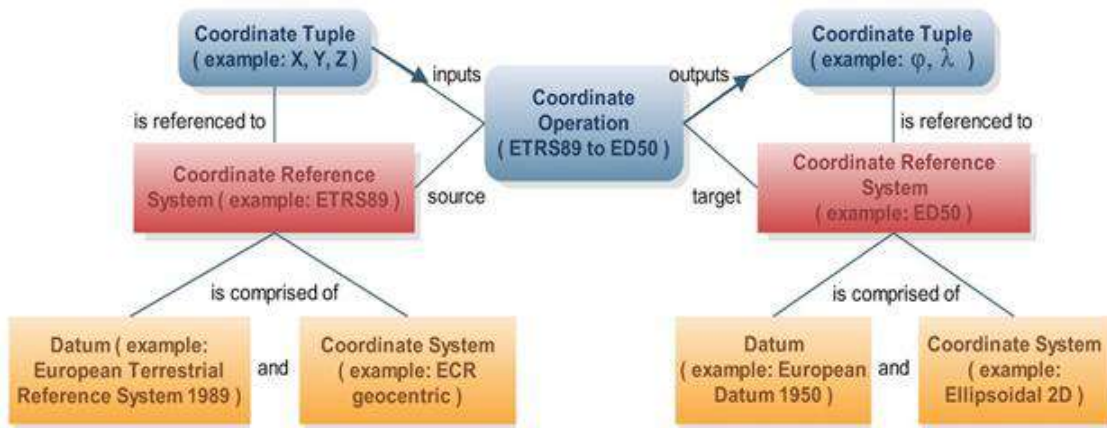 Coordinate Tuple
( example: X, Y, Z )
inputs
Coordinate
Operation
( ETRS89 to ED50 )
outputs
Coordinate Tuple
( example: φ, λ )
is referenced to
is referenced to
Coordinate Reference
System ( example: ETRS89 )
source
target
Coordinate Reference
System
( example: ED50 )
is comprised of
is comprised of
Datum ( example:
European Terrestrial
Reference System 1989 )
and
Coordinate System
( example: ECR
geocentric )
Datum
( example: European
Datum 1950 )
and
Coordinate System
( example:
Ellipsoidal 2D )